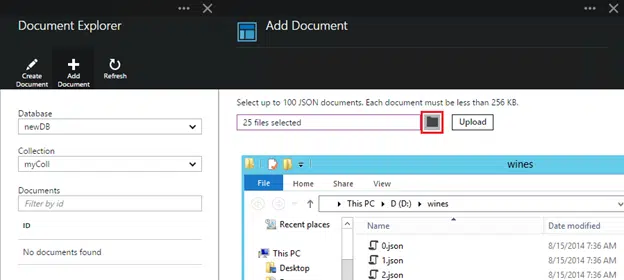 Document Explorer
Create
Document
Add
Document
Refresh
Database
newDB
Collection
myColl
Documents
Filter by id
ID
No documents found
Add Document
Select up to 100 JSON documents. Each document must be less than 256 KB.
25 files selected
Upload
wines
File Home Share View
This PC D (D:) wines
Recent places
This PC
Desktop
Name Date modified
0.json 8/15/2014 7:36 AM
1.json 8/15/2014 7:36 AM
2.json 8/15/2014 7:36 AM